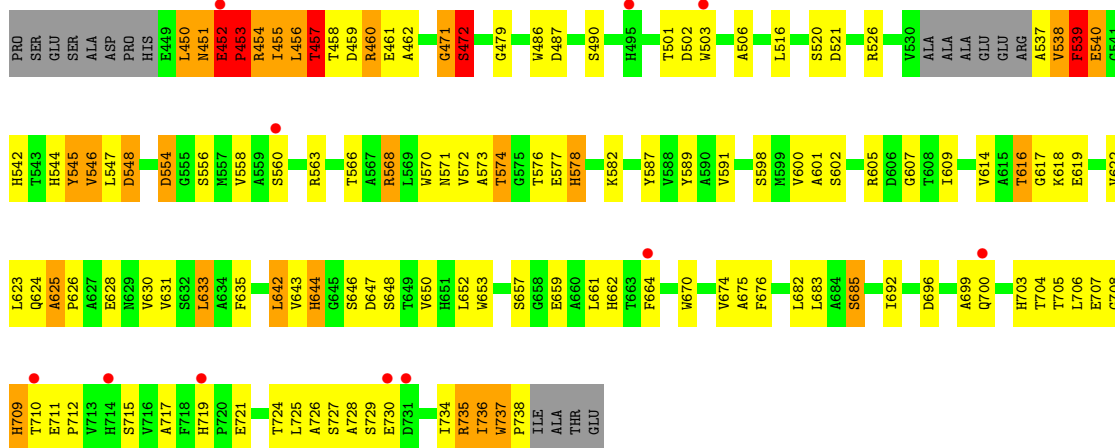 PRO SER GLU SER ALA ASP PRO HIS E449 L450 N451 E452 P453 R454 I455 L456 T457 T458 D459 R460 E461 A462 G471 S472 G479 W486 D487 S490 H495 T501 D502 W503 A506 L516 S520 D521 R526 V530 ALA ALA ALA GLU GLU ARG A537 V538 F539 E540 G541
H542 T543 H544 Y545 V546 L547 D548 D554 G555 S556 M557 V558 A559 S560 R563 T566 A567 R568 L569 W570 N571 V572 A573 T574 G575 T576 E577 H578 K582 Y587 V588 Y589 A590 V591 S598 M599 V600 A601 S602 R605 D606 G607 T608 I609 V614 A615 T616 G617 K618 E619
L623 Q624 A625 P626 A627 E628 N629 V630 V631 S632 L633 A634 F635 L642 V643 H644 G645 S646 D647 S648 T649 V650 H651 L652 W653 S657 G658 E659 A660 L661 H662 T663 F664 W670 V674 A675 F676 L682 L683 A684 S685 I692 D696 A699 Q700 H703 T704 T705 L706 E707
H709 T710 E711 P712 V713 H714 S715 V716 A717 F718 H719 P720 E721 T724 L725 A726 S727 A728 S729 E730 D731 I734 R735 I736 W737 P738 ILE ALA THR GLU